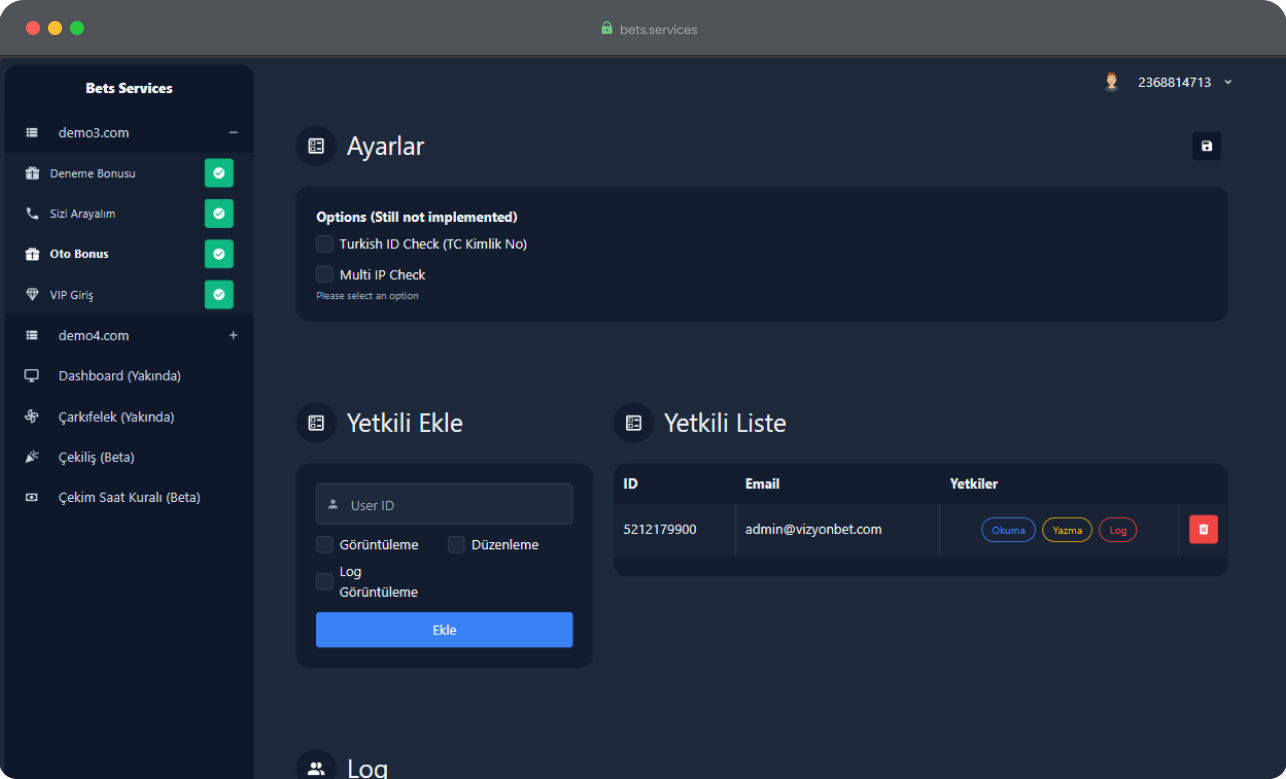 bets.services
Bets Services
2368814713
demo3.com
Deneme Bonusu
Sizi Arayalım
Oto Bonus
VIP Giriş
demo4.com
Dashboard (Yakında)
Çarkıfelek (Yakında)
Çekiliş (Beta)
Çekim Saat Kuralı (Beta)
Ayarlar
Options (Still not implemented)
Turkish ID Check (TC Kimlik No)
Multi IP Check
Please select an option
Yetkili Ekle
User ID
Görüntüleme
Düzenleme
Log
Görüntüleme
Ekle
Yetkili Liste
ID Email Yetkiler
5212179900 admin@vizyonbet.com Okuma Yazma Log
Log